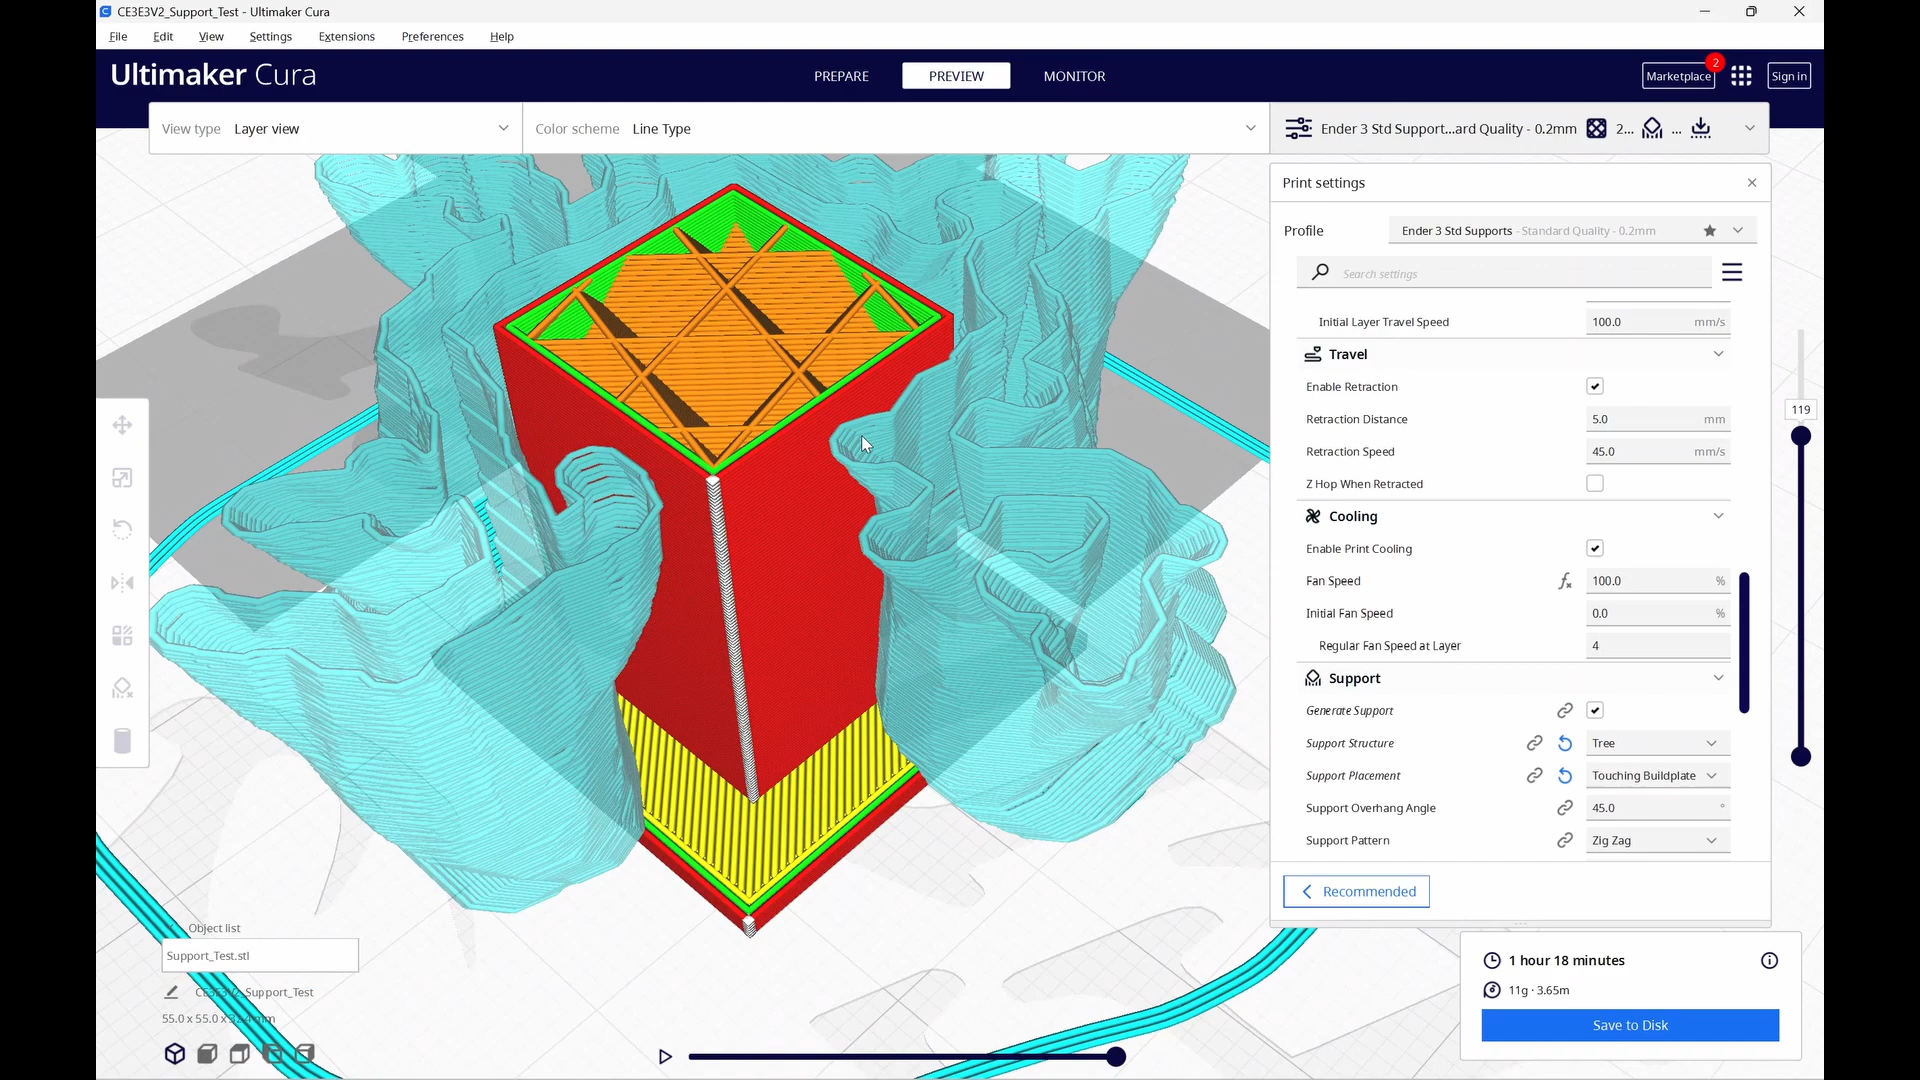 CE3E3V2_Support_Test - Ultimaker Cura
File Edit View Settings Extensions Preferences Help
Ultimaker Cura
PREPARE
PREVIEW
MONITOR
Marketplace
2
Sign in
View type Layer view
Color scheme Line Type
Ender 3 Std Support...ard Quality - 0.2mm
2...
...
Print settings
Profile
Ender 3 Std Supports - Standard Quality - 0.2mm
Search settings
Initial Layer Travel Speed 100.0 mm/s
Travel
Enable Retraction
Retraction Distance 5.0 mm
Retraction Speed 45.0 mm/s
Z Hop When Retracted
Cooling
Enable Print Cooling
Fan Speed fx 100.0 %
Initial Fan Speed 0.0 %
Regular Fan Speed at Layer 4
Support
Generate Support
Support Structure Tree
Support Placement Touching Buildplate
Support Overhang Angle 45.0 °
Support Pattern Zig Zag
Recommended
119
Object list
Support_Test.stl
CE3E3V2_Support_Test
55.0 x 55.0 x 32.4 mm
1 hour 18 minutes
11g · 3.65m
Save to Disk